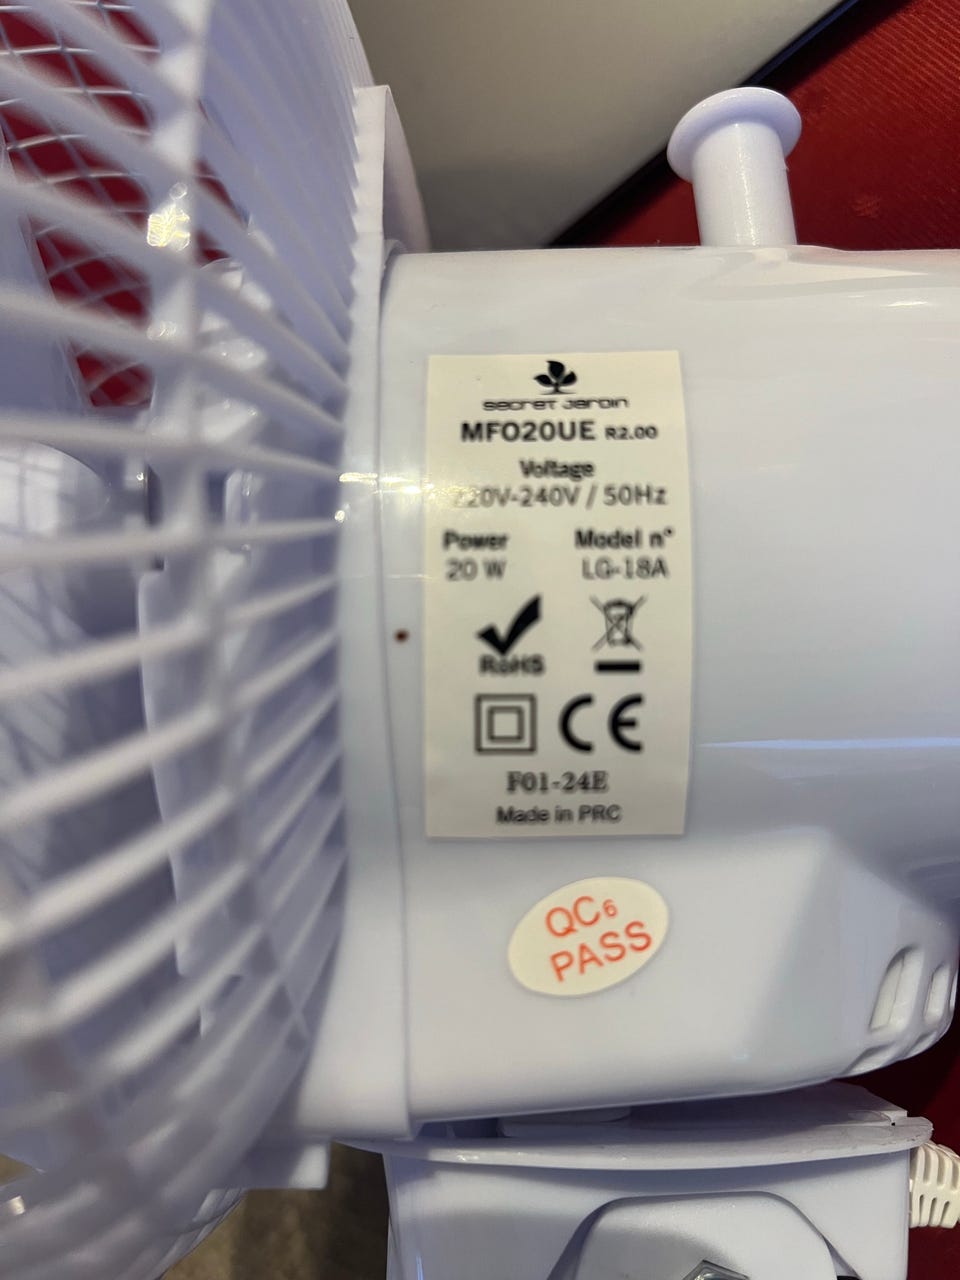 secret Jardin
MFO20UE R2.00
Voltage
220V-240V / 50Hz
Power Model n°
20 W LG-18A
RoHS
CE
F01-24E
Made in PRC
QC6
PASS